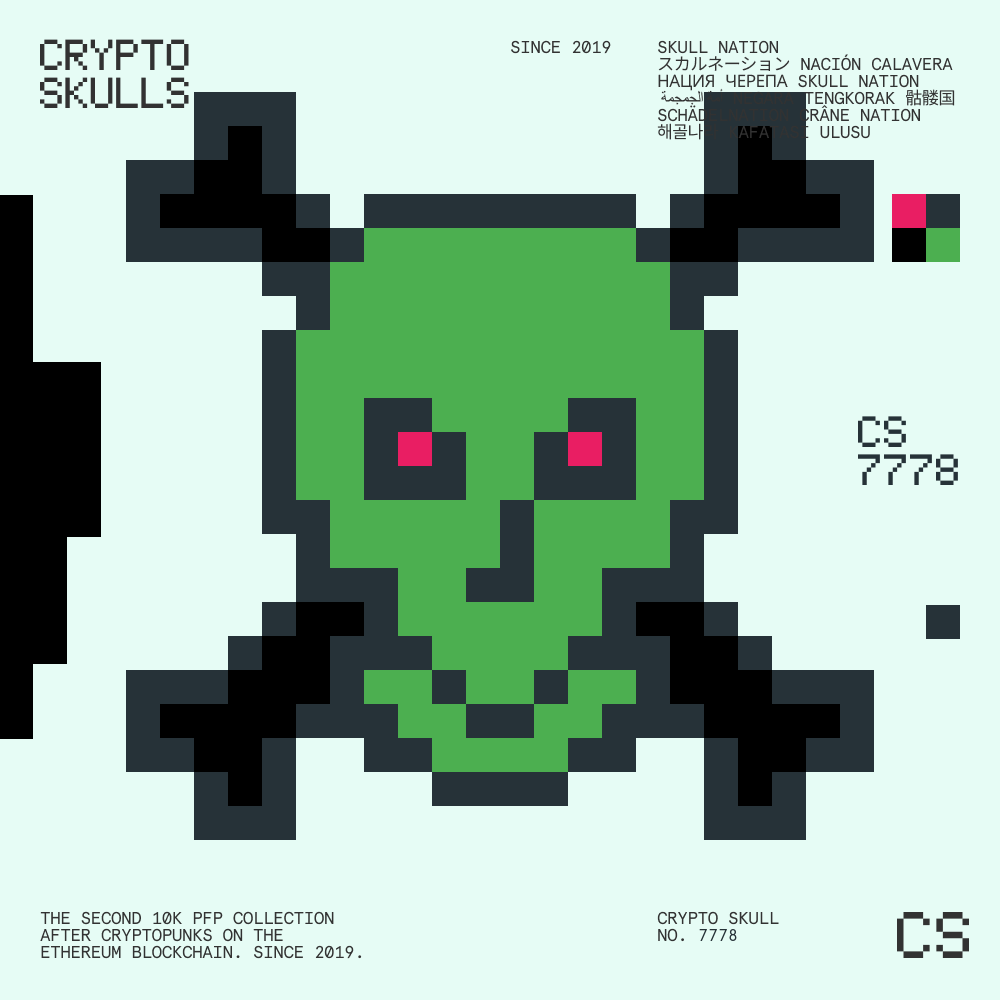 CRYPTO
SKULLS
SINCE 2019
SKULL NATION
スカルネーション NACIÓN CALAVERA
НАЦИЯ ЧЕРЕПА SKULL NATION
TENGKORAK 骷髅国
CRÂNE NATION
해골나 ULUSU
CS
7778
THE SECOND 10K PFP COLLECTION
AFTER CRYPTOPUNKS ON THE
ETHEREUM BLOCKCHAIN. SINCE 2019.
CRYPTO SKULL
NO. 7778
CS